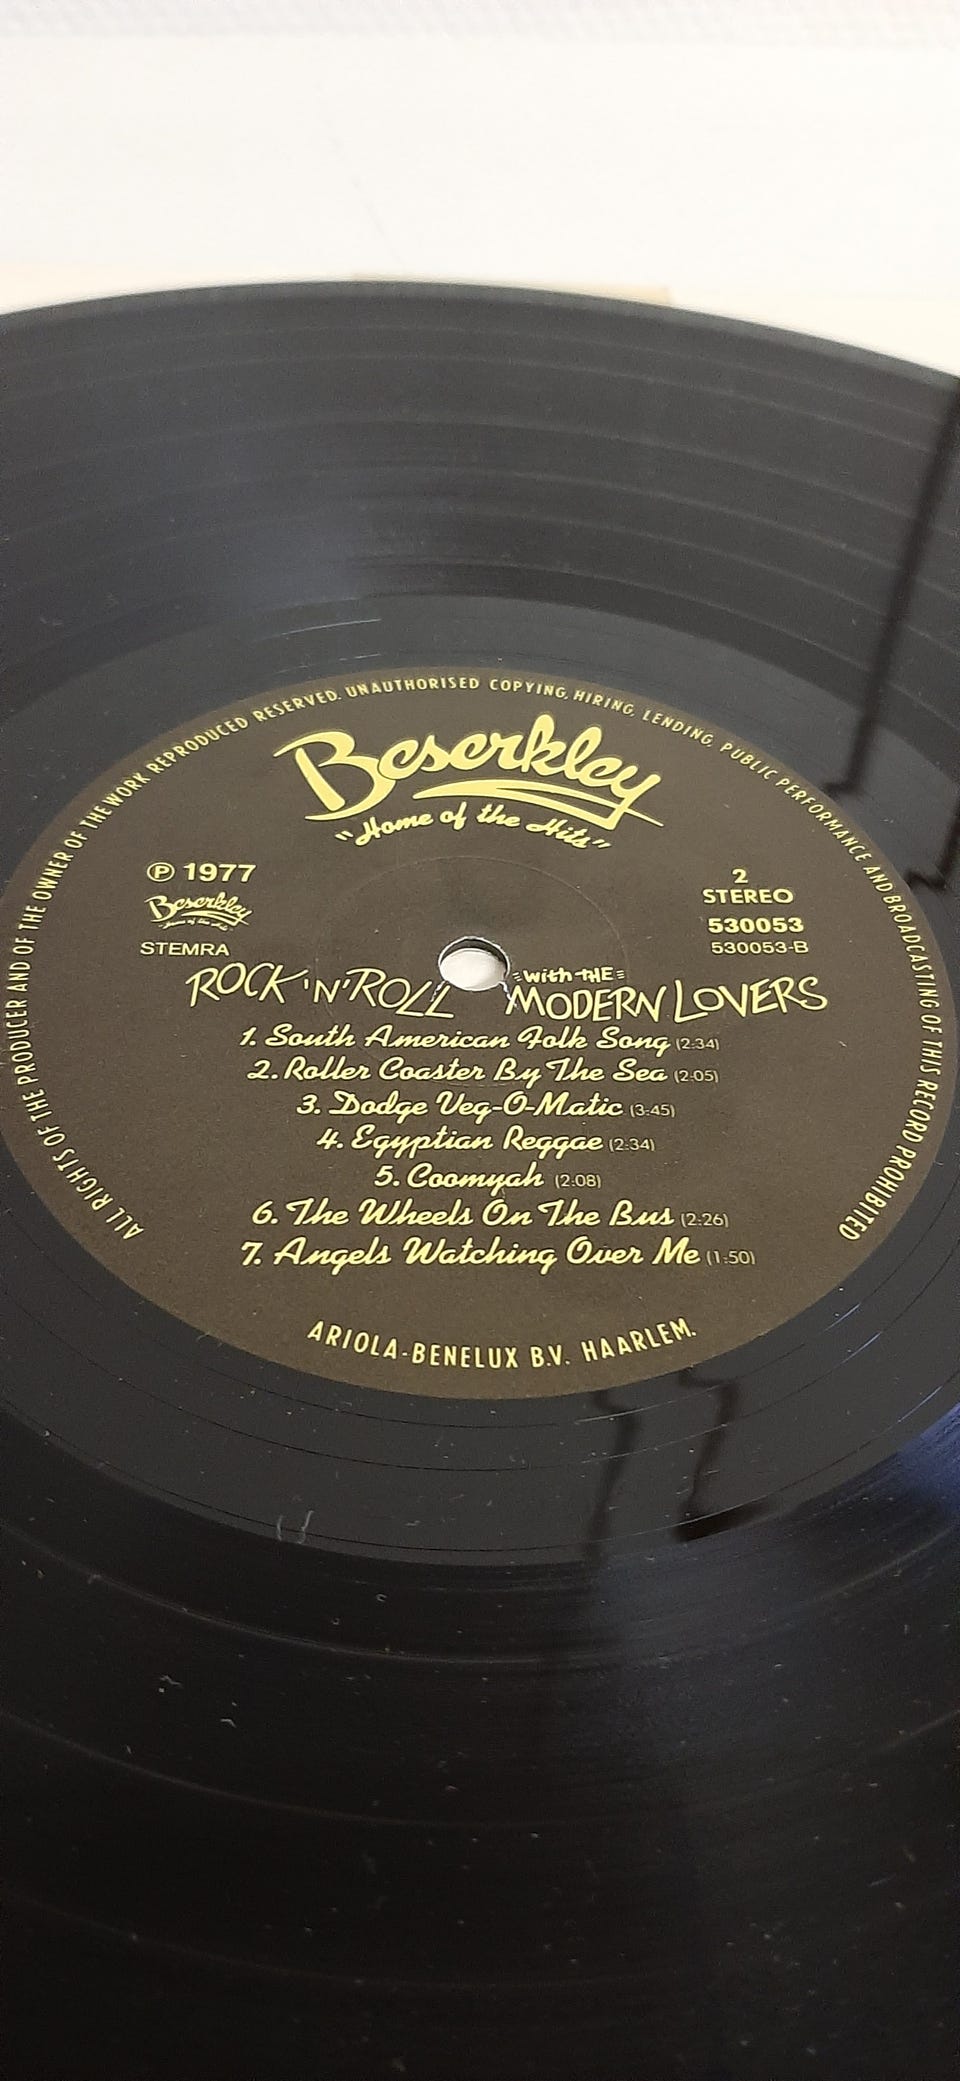 ALL RIGHTS OF THE PRODUCER AND OF THE OWNER OF THE WORK REPRODUCED RESERVED. UNAUTHORISED COPYING, HIRING, LENDING, PUBLIC PERFORMANCE AND BROADCASTING OF THIS RECORD PROHIBITED
Beserkley
"Home of the Hits"
℗ 1977
Beserkley
"Home of the Hits"
STEMRA
2
STEREO
530053
530053-B
ROCK 'N' ROLL with THE MODERN LOVERS
1. South American Folk Song (2:34)
2. Roller Coaster By The Sea (2:05)
3. Dodge Veg-O-Matic (3:45)
4. Egyptian Reggae (2:34)
5. Coomyah (2:08)
6. The Wheels On The Bus (2:26)
7. Angels Watching Over Me (1:50)
ARIOLA-BENELUX B.V. HAARLEM.